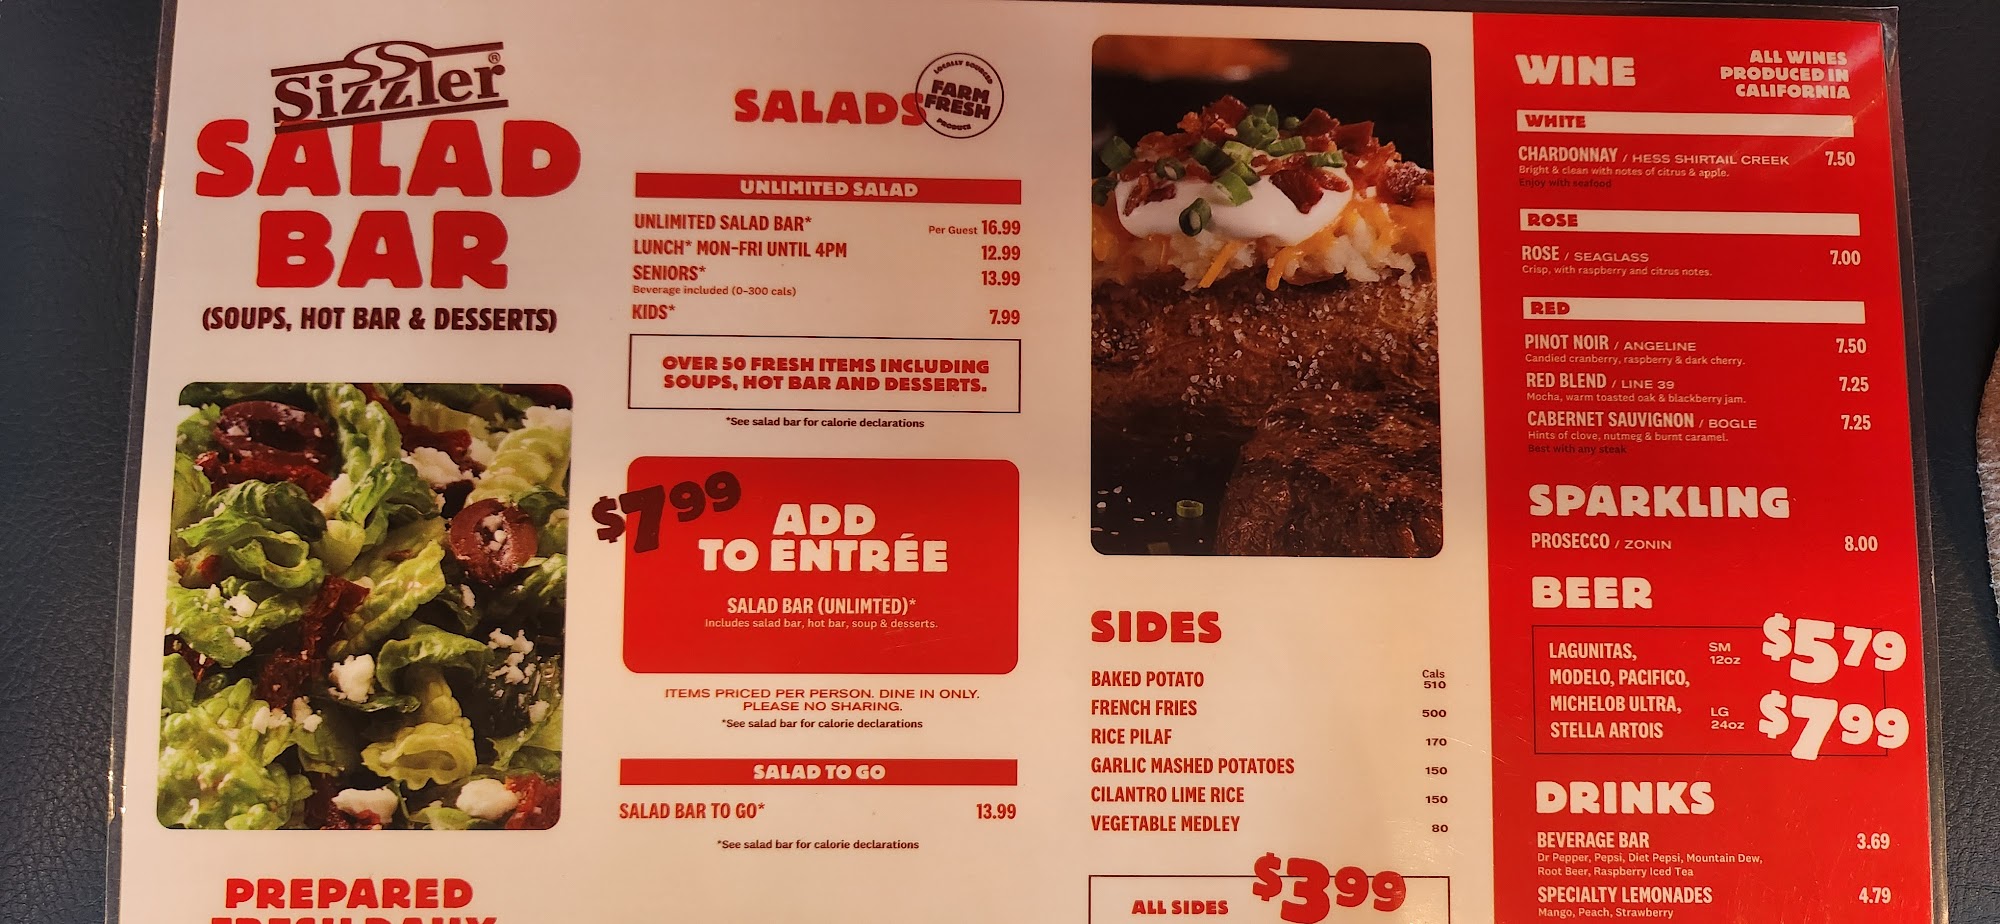 Sizzler®
SALAD
BAR
(SOUPS, HOT BAR & DESSERTS)
PREPARED
FRESH DAILY
SALADS
LOCALLY SOURCED
FARM
FRESH
PRODUCE
UNLIMITED SALAD
UNLIMITED SALAD BAR* Per Guest 16.99
LUNCH* MON-FRI UNTIL 4PM 12.99
SENIORS* 13.99
Beverage included (0-300 cals)
KIDS* 7.99
OVER 50 FRESH ITEMS INCLUDING
SOUPS, HOT BAR AND DESSERTS.
*See salad bar for calorie declarations
$7.99
ADD
TO ENTRÉE
SALAD BAR (UNLIMTED)*
Includes salad bar, hot bar, soup & desserts.
ITEMS PRICED PER PERSON. DINE IN ONLY.
PLEASE NO SHARING.
*See salad bar for calorie declarations
SALAD TO GO
SALAD BAR TO GO* 13.99
*See salad bar for calorie declarations
SIDES
Cals
BAKED POTATO 510
FRENCH FRIES 500
RICE PILAF 170
GARLIC MASHED POTATOES 150
CILANTRO LIME RICE 150
VEGETABLE MEDLEY 80
ALL SIDES $3.99
WINE
ALL WINES
PRODUCED IN
CALIFORNIA
WHITE
CHARDONNAY / HESS SHIRTAIL CREEK 7.50
Bright & clean with notes of citrus & apple.
Enjoy with seafood
ROSE
ROSE / SEAGLASS 7.00
Crisp, with raspberry and citrus notes.
RED
PINOT NOIR / ANGELINE 7.50
Candied cranberry, raspberry & dark cherry.
RED BLEND / LINE 39 7.25
Mocha, warm toasted oak & blackberry jam.
CABERNET SAUVIGNON / BOGLE 7.25
Hints of clove, nutmeg & burnt caramel.
Best with any steak
SPARKLING
PROSECCO / ZONIN 8.00
BEER
LAGUNITAS,
MODELO, PACIFICO,
MICHELOB ULTRA,
STELLA ARTOIS
SM
12oz
$5.79
LG
24oz
$7.99
DRINKS
BEVERAGE BAR 3.69
Dr Pepper, Pepsi, Diet Pepsi, Mountain Dew,
Root Beer, Raspberry Iced Tea
SPECIALTY LEMONADES 4.79
Mango, Peach, Strawberry